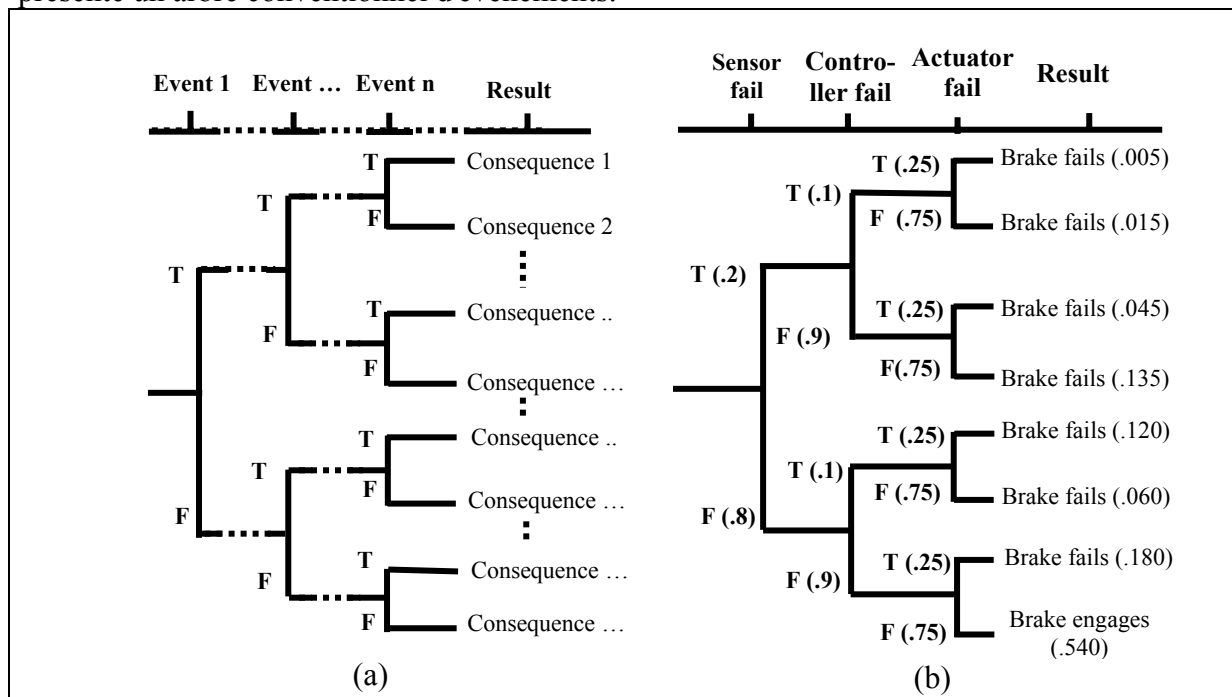 présente un arbre conventionnel d'événements.
Event 1 Event … Event n Result
T Consequence 1
T
F Consequence 2
T
T Consequence ..
F
F Consequence …
T Consequence ..
T
F Consequence …
F
T Consequence …
F
F Consequence …
(a)
Sensor fail
Contro-ller fail
Actuator fail
Result
T (.25) Brake fails (.005)
T (.1)
F (.75) Brake fails (.015)
T (.2)
T (.25) Brake fails (.045)
F (.9)
F(.75) Brake fails (.135)
T (.25) Brake fails (.120)
T (.1)
F (.75) Brake fails (.060)
F (.8)
T (.25) Brake fails (.180)
F (.9)
F (.75) Brake engages
(.540)
(b)